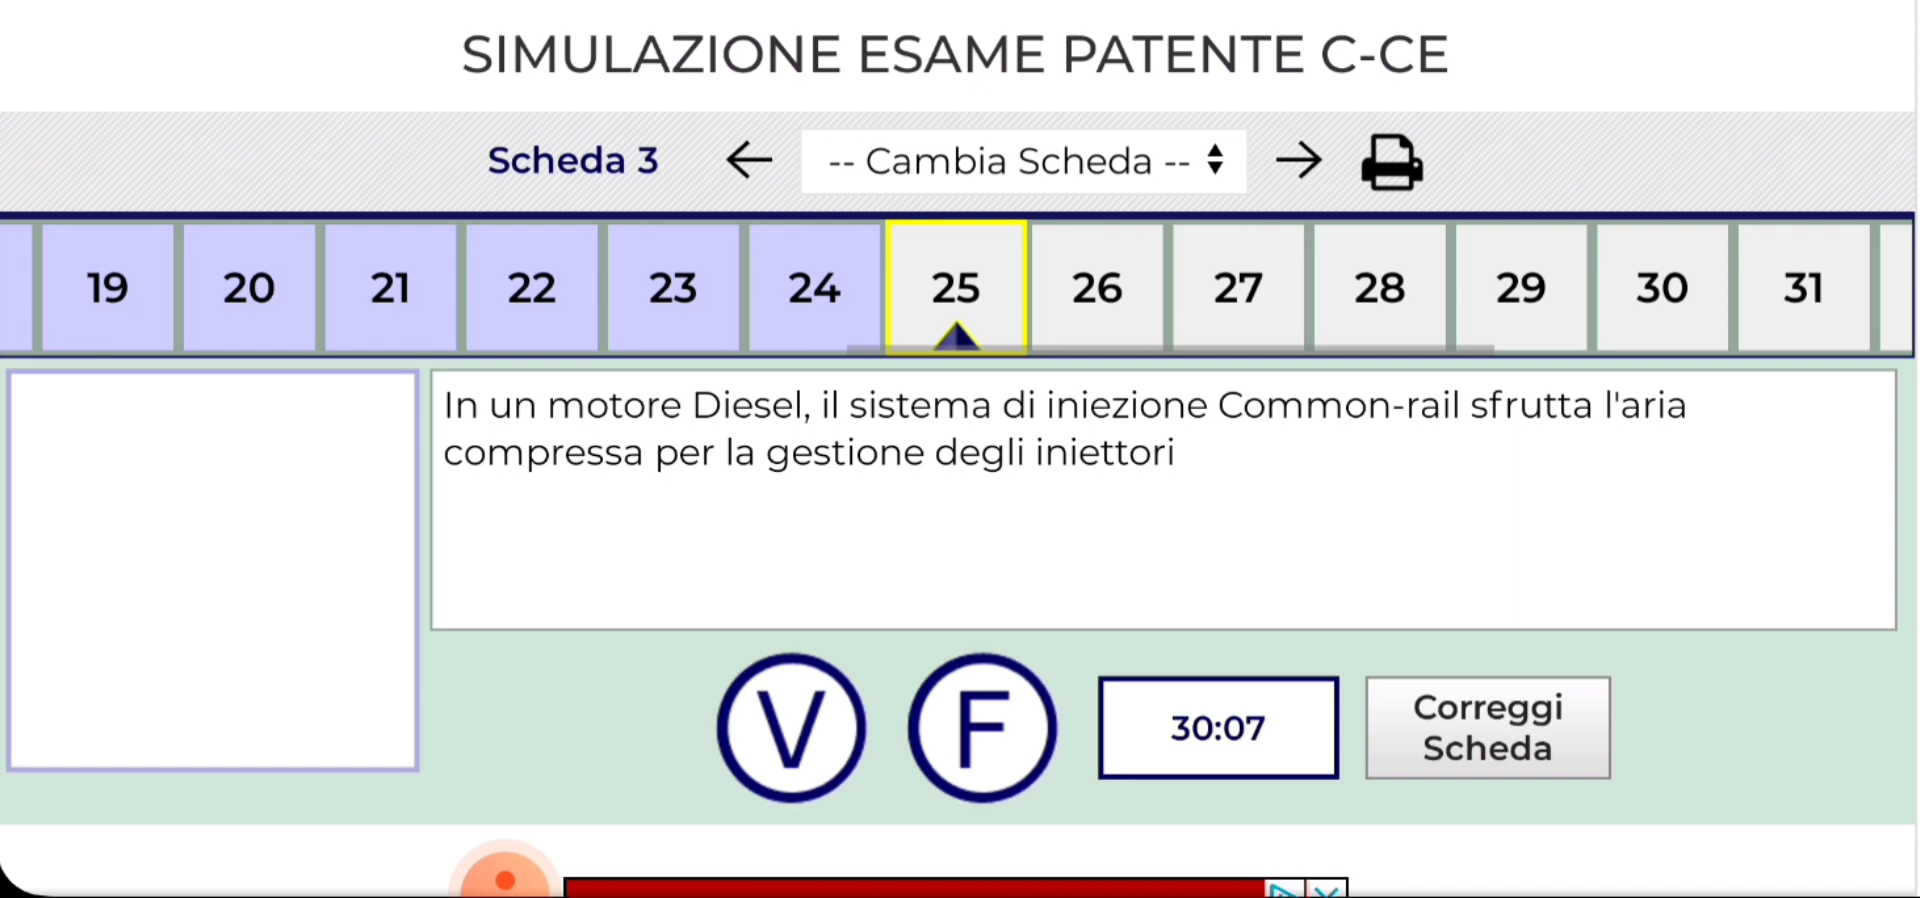 SIMULAZIONE ESAME PATENTE C-CE
Scheda 3
-- Cambia Scheda --
19 20 21 22 23 24 25 26 27 28 29 30 31
In un motore Diesel, il sistema di iniezione Common-rail sfrutta l'aria
compressa per la gestione degli iniettori
V F 30:07
Correggi
Scheda